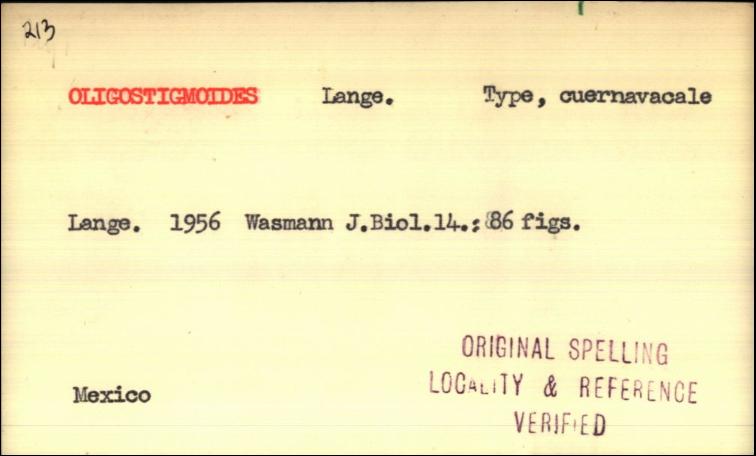 213
OLIGOSTIGMOIDES Lange. Type, cuernavacale
Lange. 1956 Wasmann J.Biol.14.:86 figs.
ORIGINAL SPELLING
LOCALITY & REFERENCE
Mexico
VERIFIED